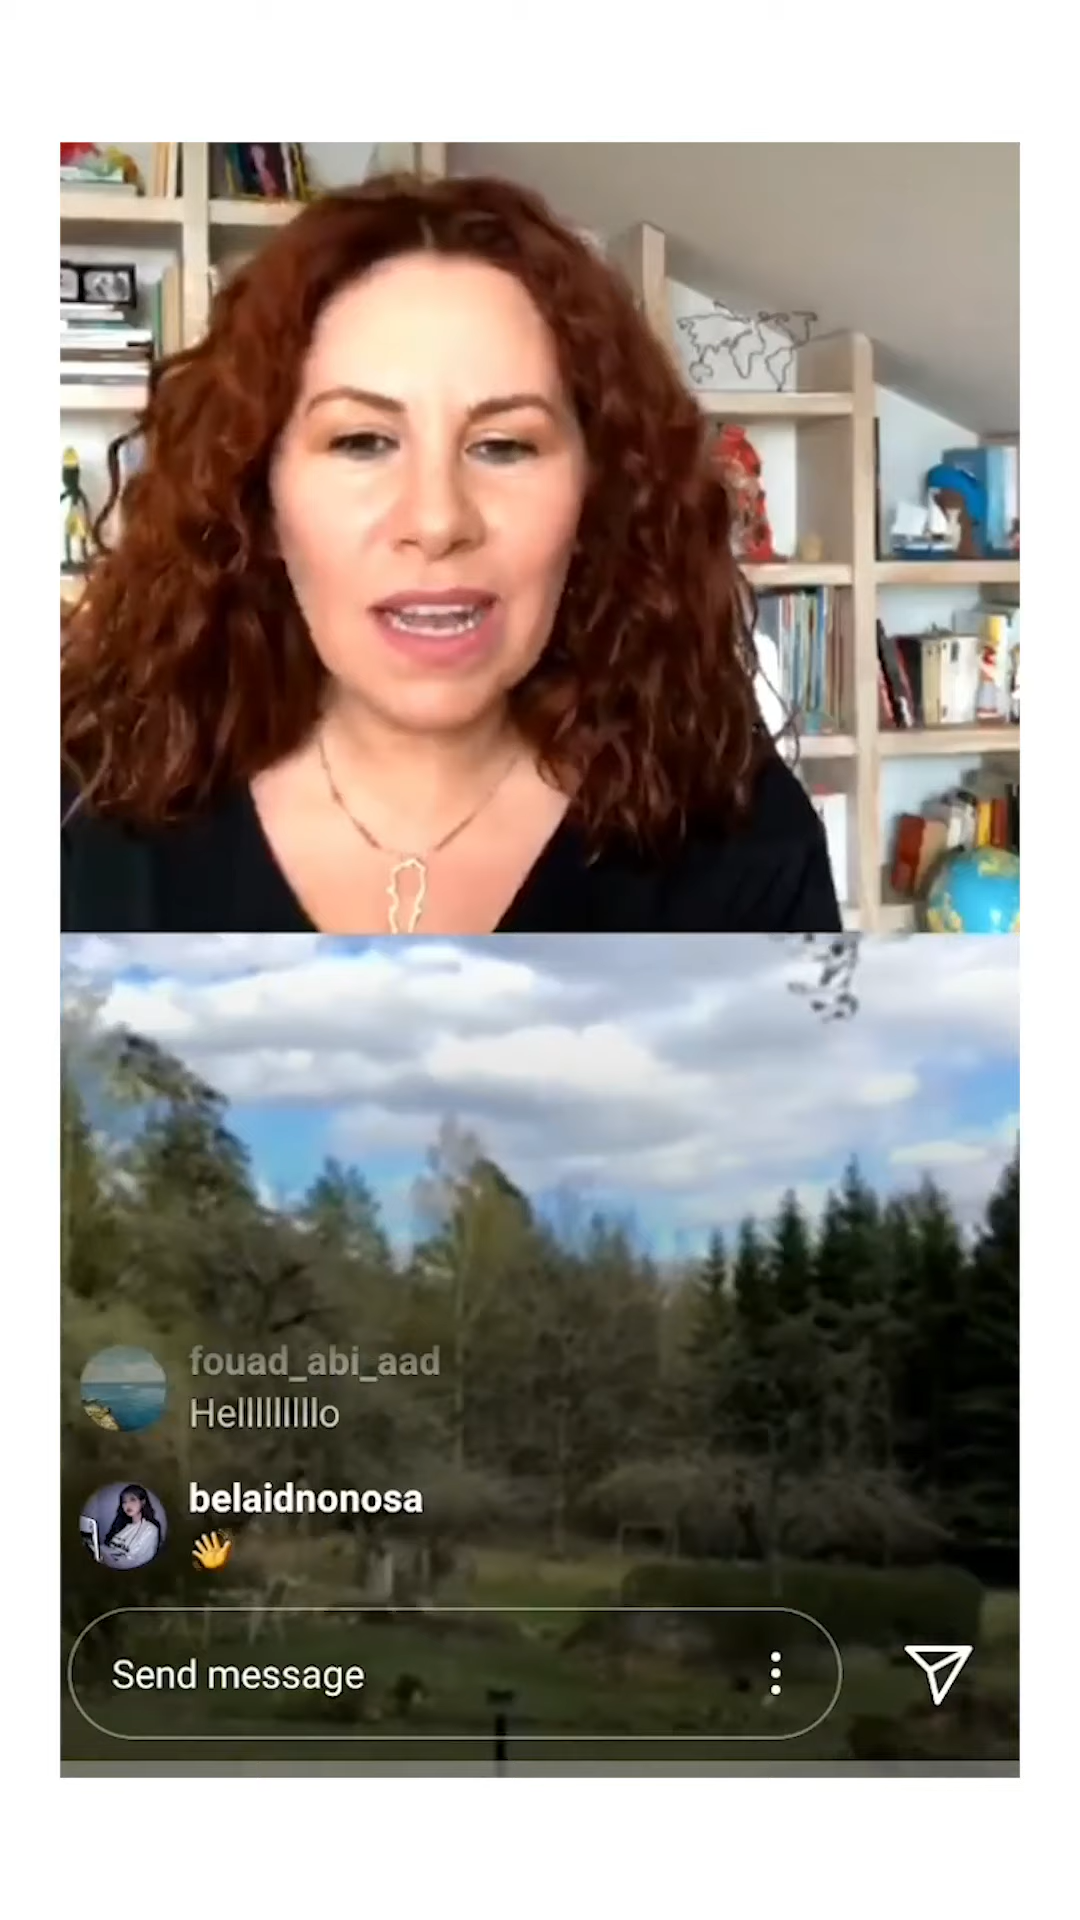 fouad_abi_aad
Hellllllllo
belaidnonosa
👋
Send message